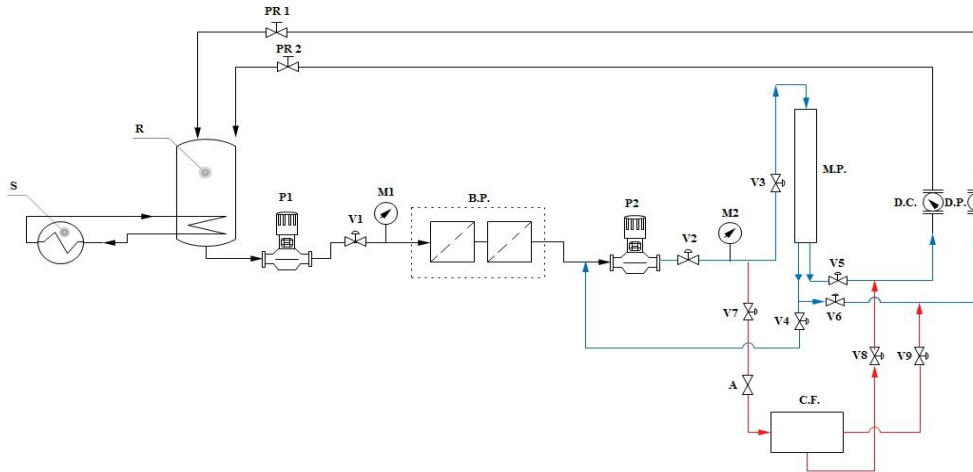 PR 1
PR 2
R
S
P1
V1
M1
B.P.
P2
V2
M2
V3
M.P.
D.C.
D.P.
V5
V6
V4
V7
V8
V9
A
C.F.